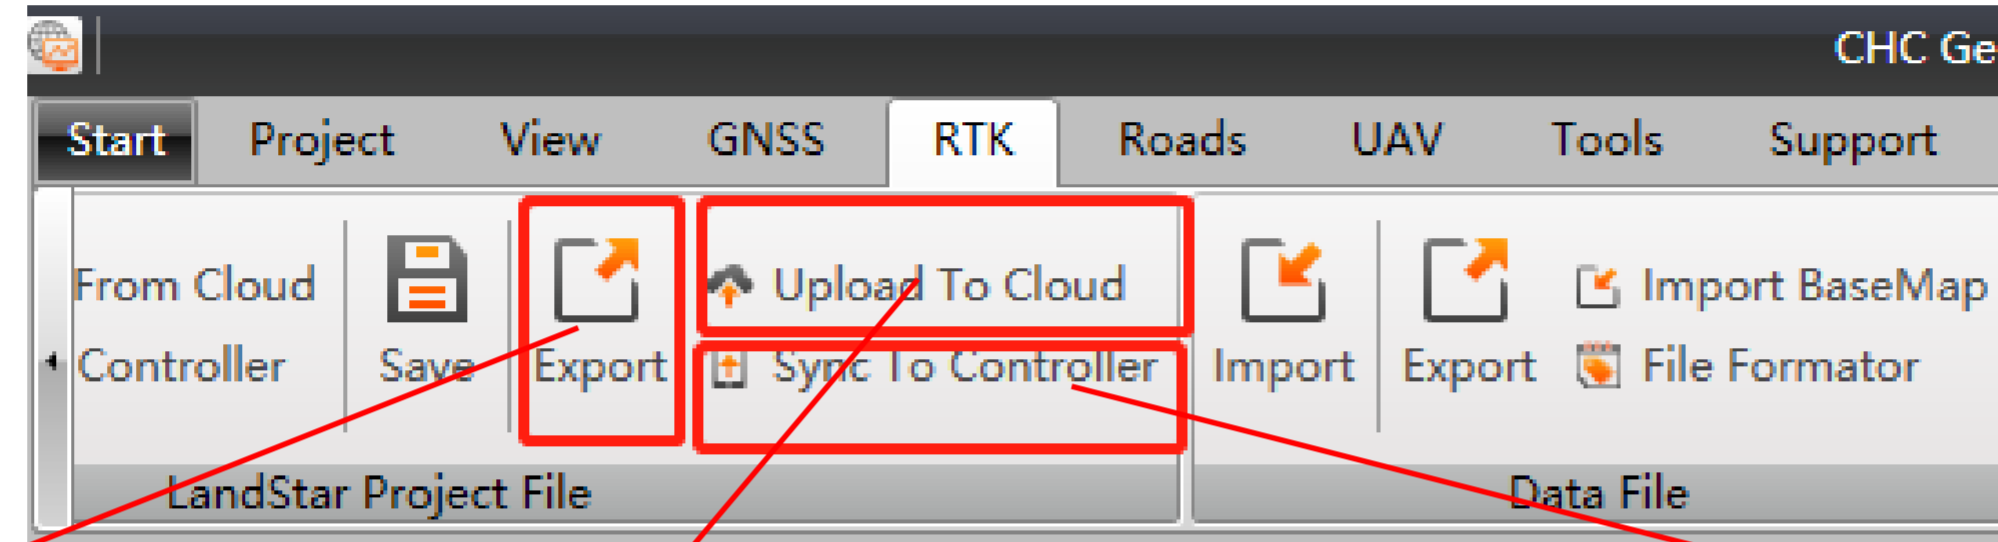 CHC Ge
Start Project View GNSS RTK Roads UAV Tools Support
From Cloud Upload To Cloud Import BaseMap
Controller Save Export Sync To Controller Import Export File Formator
LandStar Project File Data File